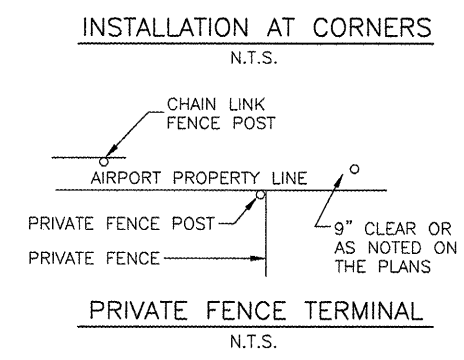 INSTALLATION AT CORNERS
N.T.S.
CHAIN LINK
FENCE POST
AIRPORT PROPERTY LINE
PRIVATE FENCE POST
PRIVATE FENCE
9" CLEAR OR
AS NOTED ON
THE PLANS
PRIVATE FENCE TERMINAL
N.T.S.